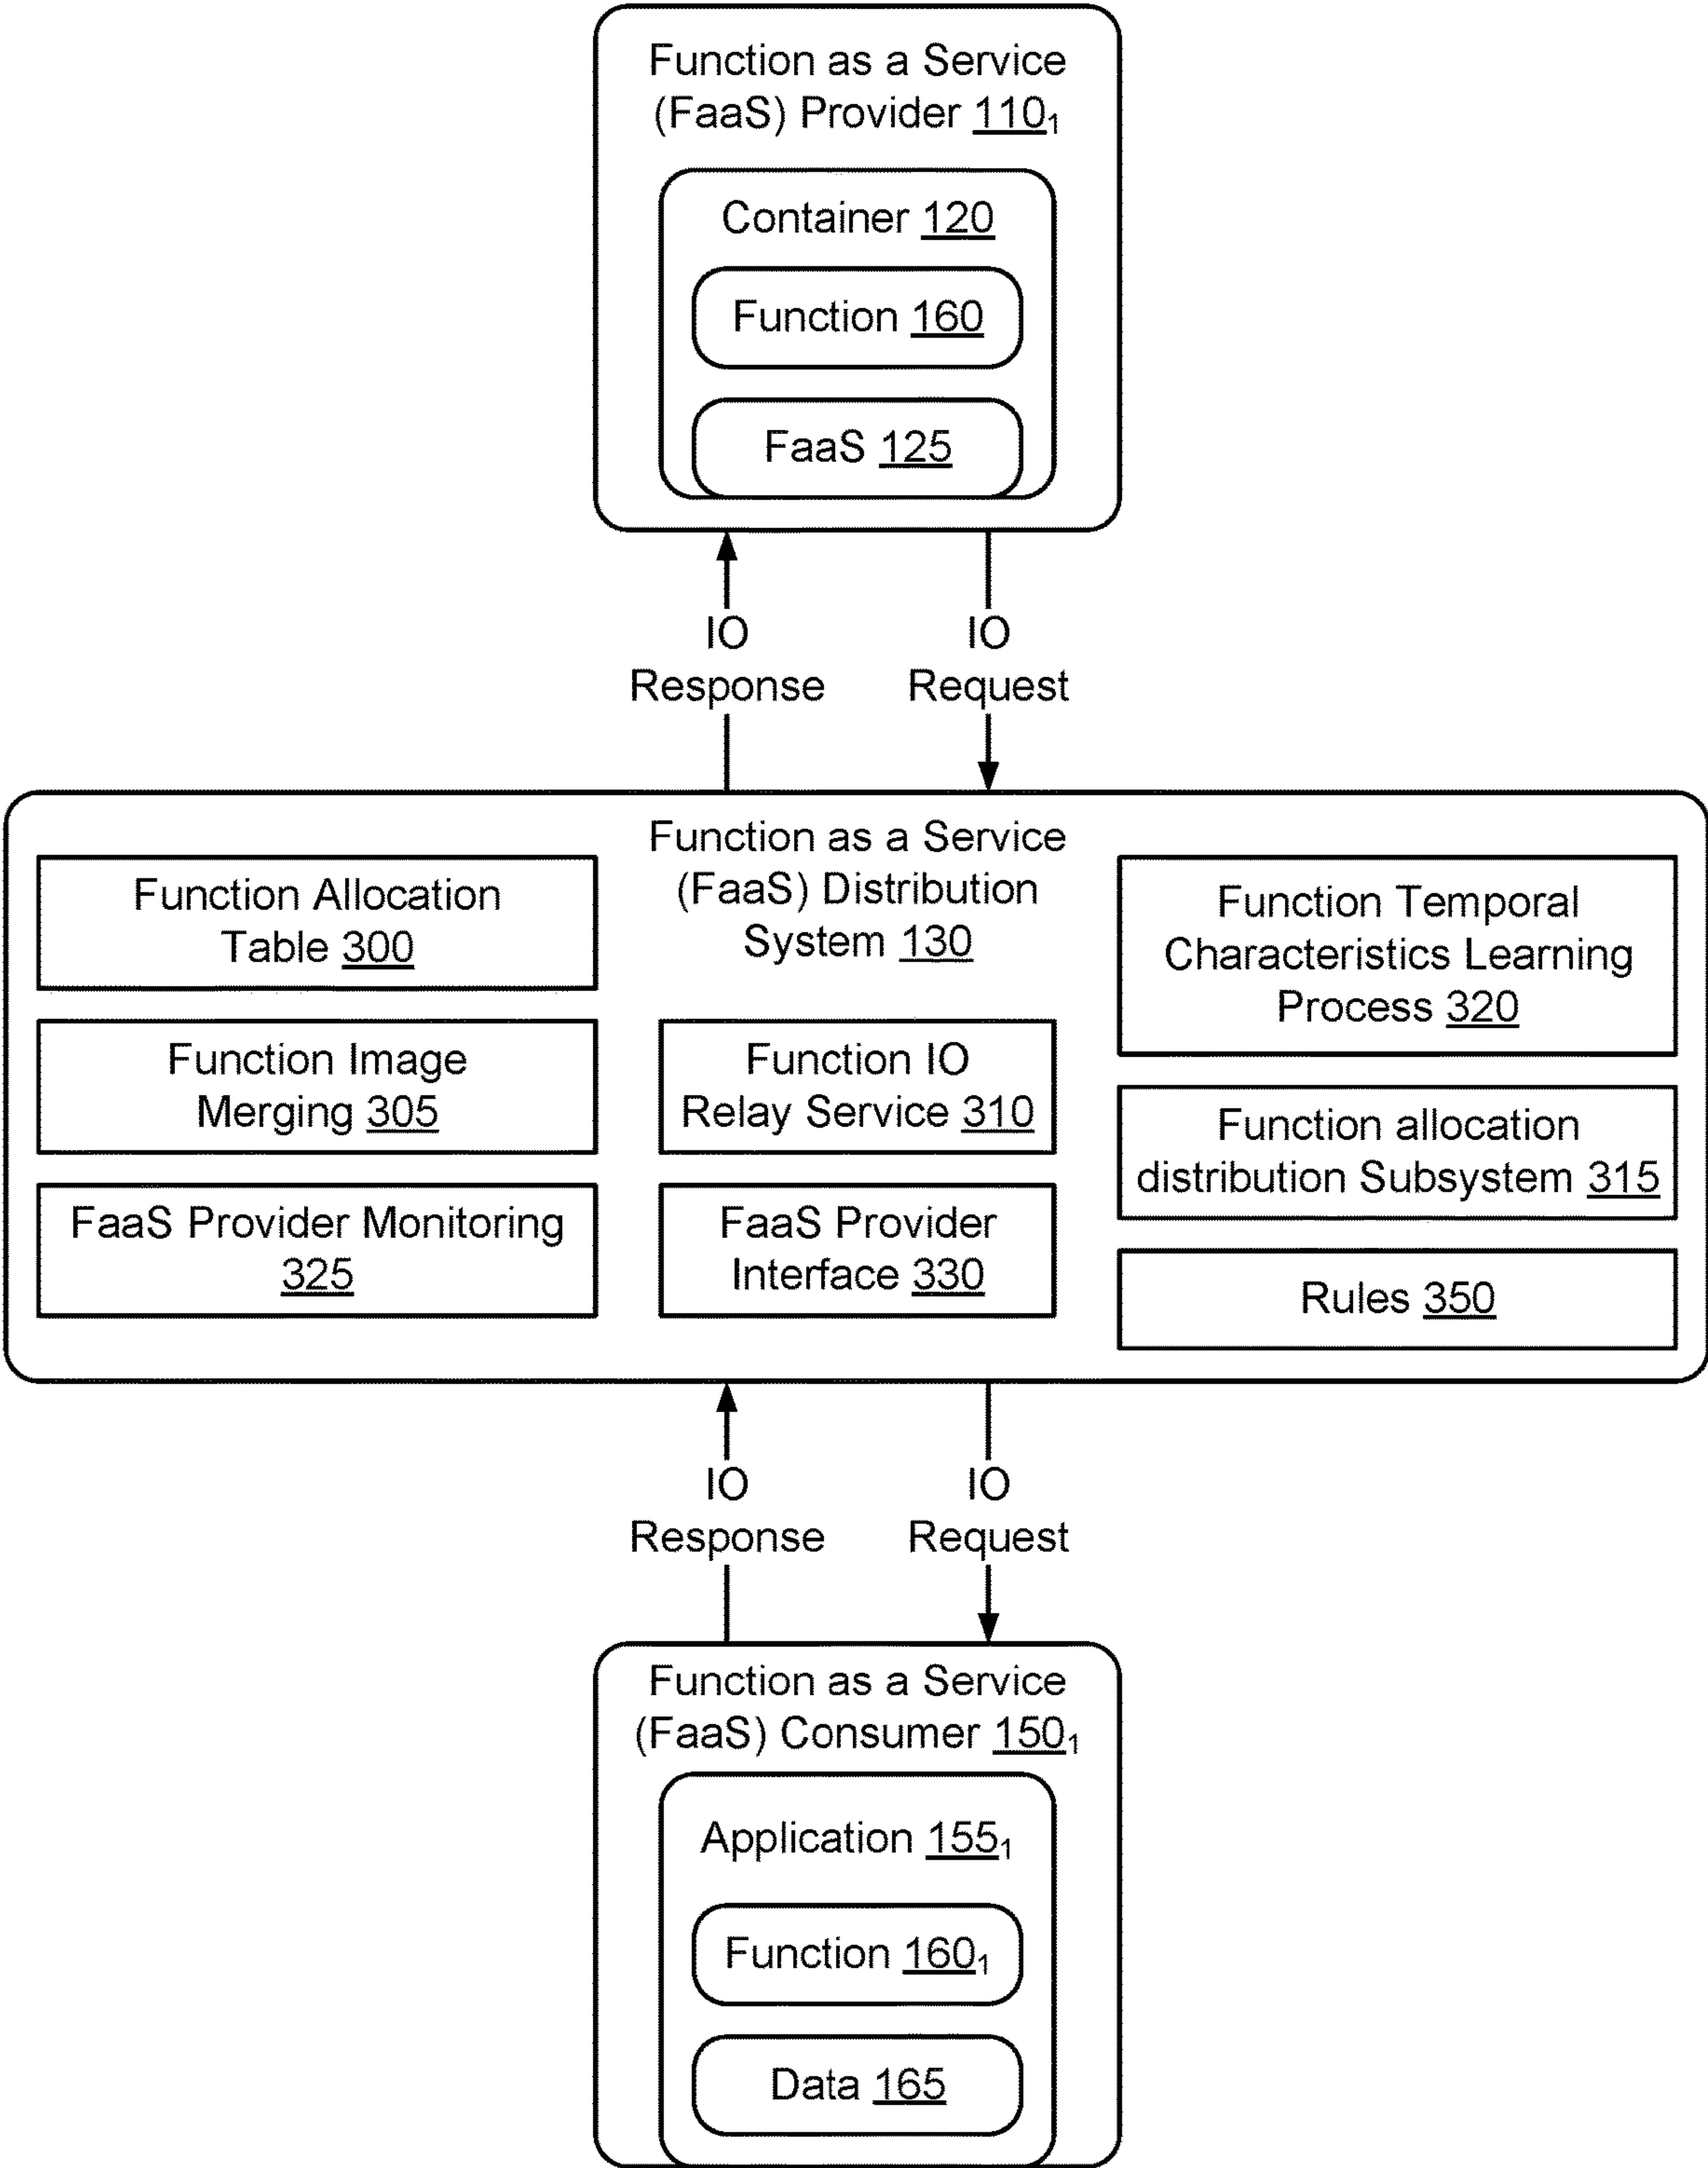 Function as a Service
(FaaS) Provider 110₁
Container 120
Function 160
FaaS 125
IO
Response
IO
Request
Function as a Service
(FaaS) Distribution
System 130
Function Allocation
Table 300
Function Image
Merging 305
FaaS Provider Monitoring
325
Function IO
Relay Service 310
FaaS Provider
Interface 330
Function Temporal
Characteristics Learning
Process 320
Function allocation
distribution Subsystem 315
Rules 350
IO
Response
IO
Request
Function as a Service
(FaaS) Consumer 150₁
Application 155₁
Function 160₁
Data 165